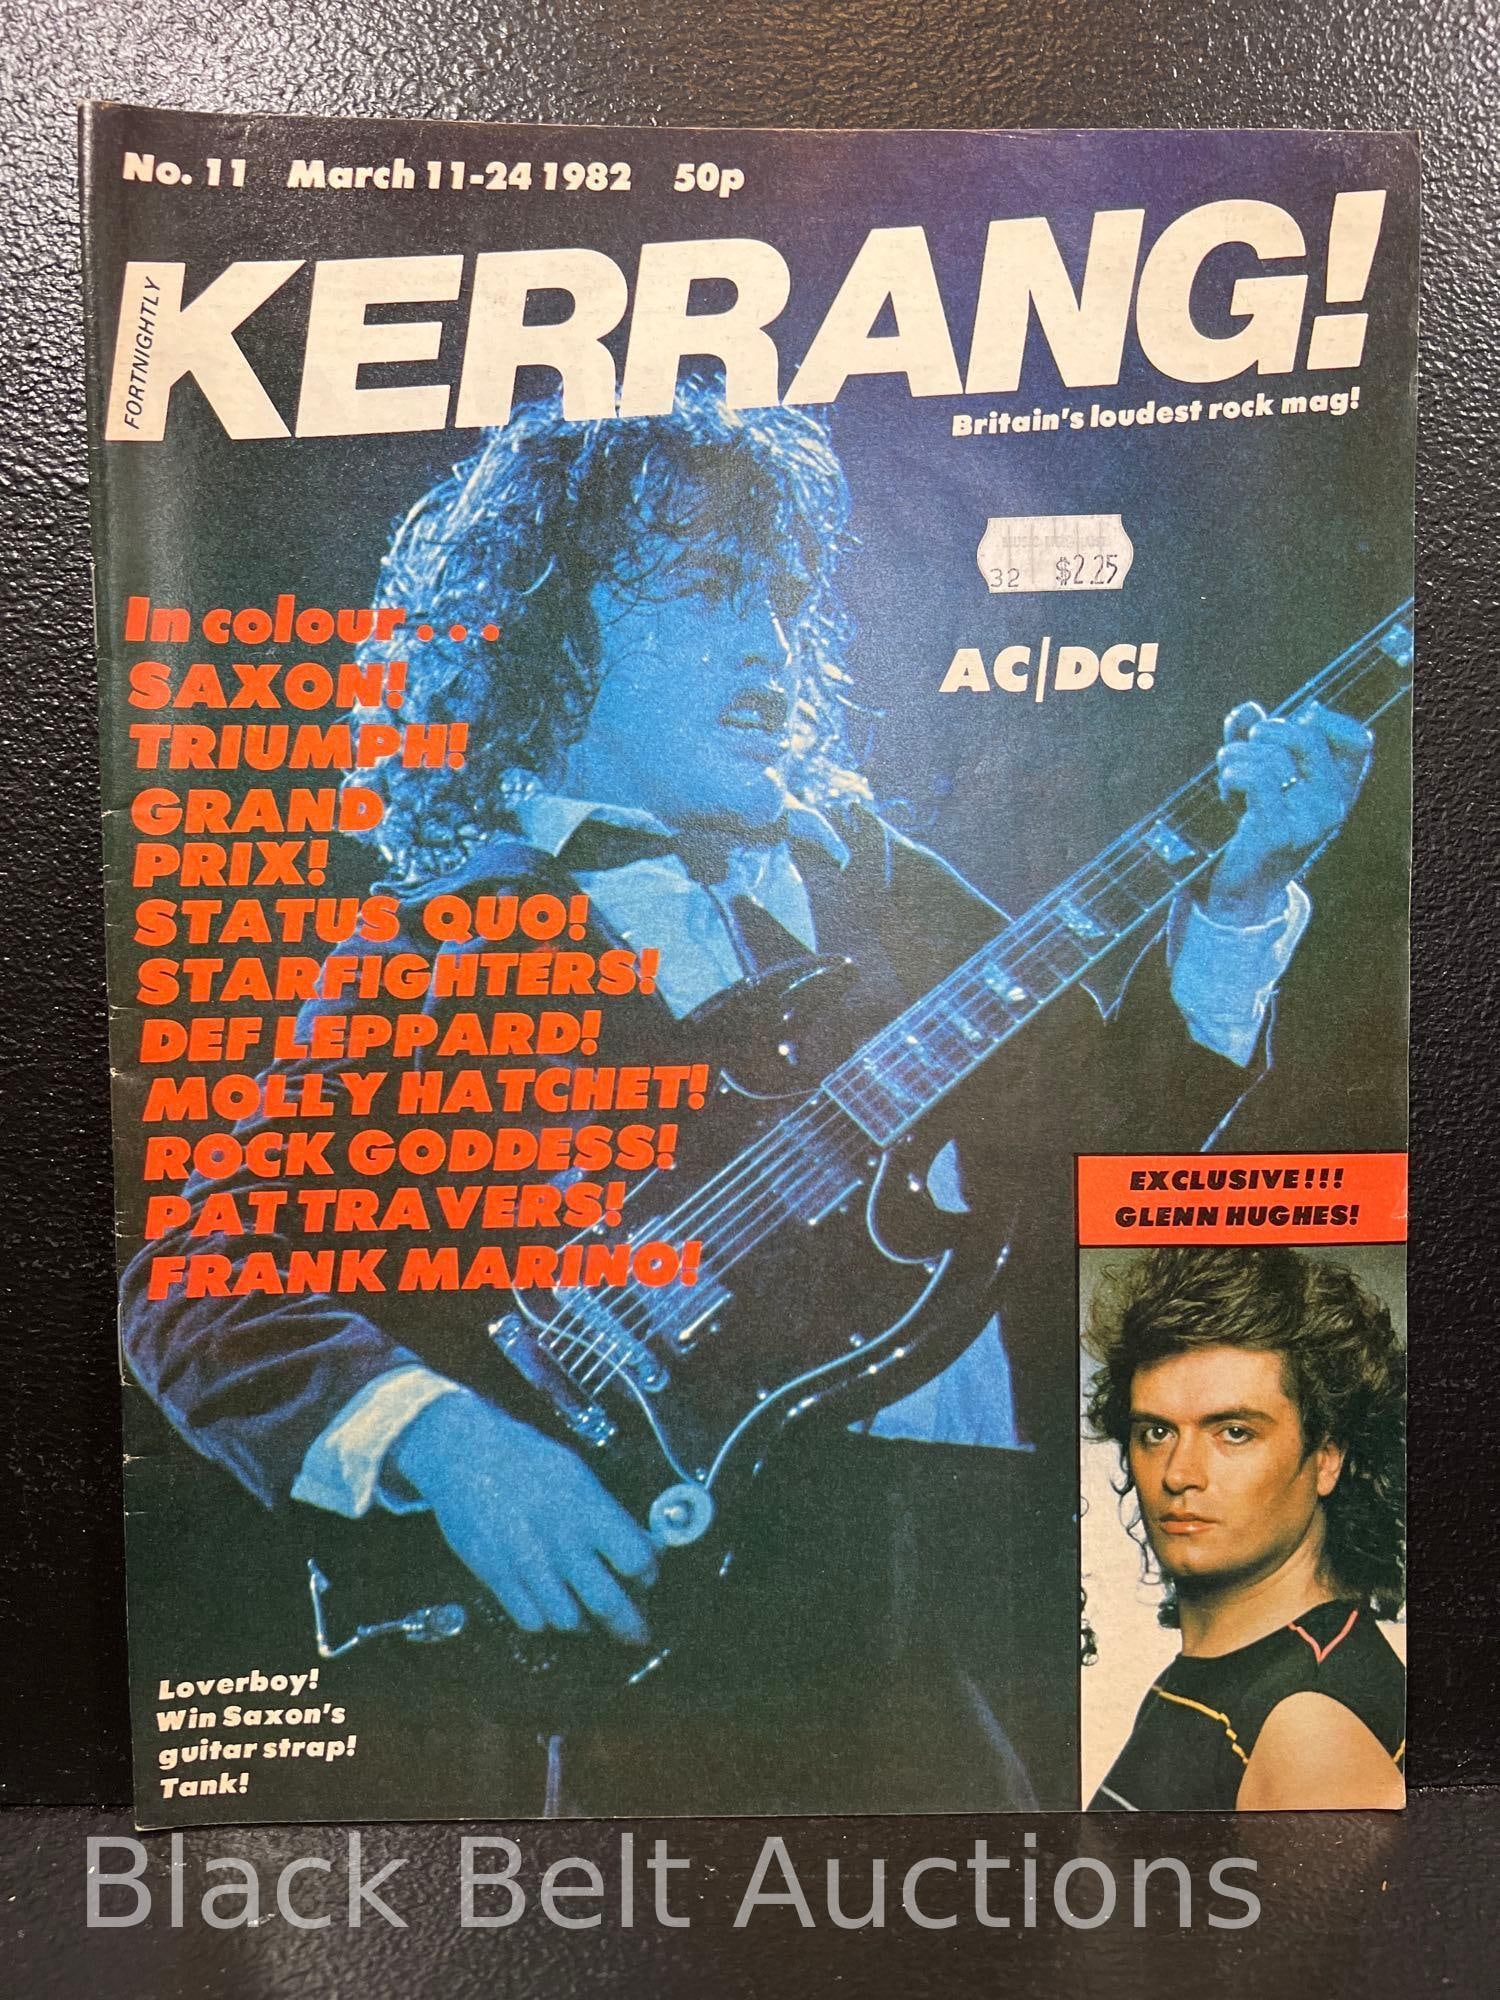 No. 11 March 11-24 1982 50p
FORTNIGHTLY
KERRANG!
Britain's loudest rock mag!
32 $2.25
AC/DC!
In colour...
SAXON!
TRIUMPH!
GRAND
PRIX!
STATUS QUO!
STARFIGHTERS!
DEF LEPPARD!
MOLLY HATCHET!
ROCK GODDESS!
PAT TRAVERS!
FRANK MARINO!
EXCLUSIVE!!!
GLENN HUGHES!
Loverboy!
Win Saxon's
guitar strap!
Tank!
Black Belt Auctions